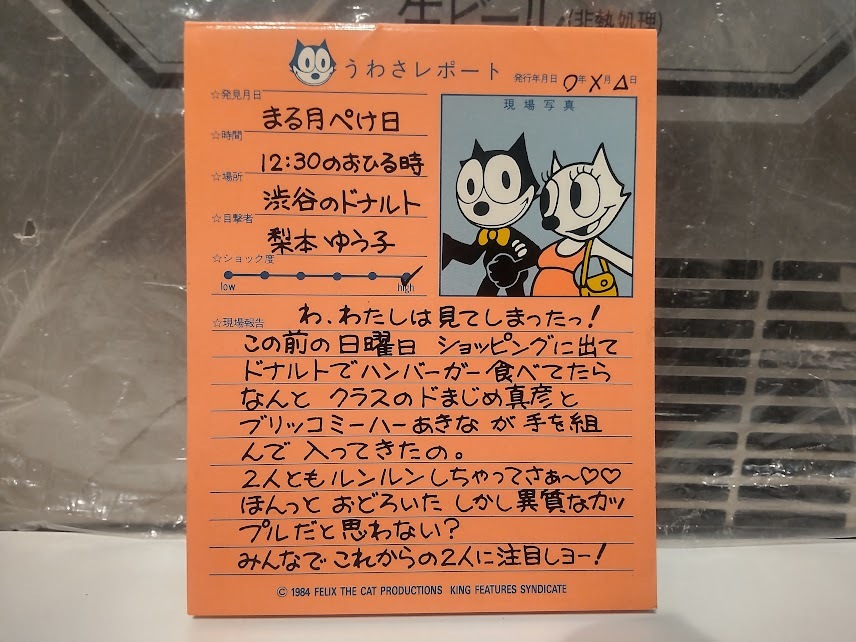 生ビール(非熱処理)
うわさレポート
発行年月日 ○年×月△日
☆発見月日
まる月ぺけ日
☆時間
12:30のおひる時
☆場所
渋谷のドナルト
☆目撃者
梨本ゆう子
☆ショック度
low high
現場写真
☆現場報告 わ、わたしは見てしまったっ!
この前の日曜日 ショッピングに出て
ドナルトでハンバーガー食べてたら
なんと クラスのドまじめ真彦と
ブリッコミーハーあきな が 手を組
んで 入ってきたの。
2人ともルンルンしちゃってさぁ〜♡♡
ほんっと おどろいた しかし異質なカッ
プルだと思わない?
みんなで これからの2人に注目しヨー!
© 1984 FELIX THE CAT PRODUCTIONS KING FEATURES SYNDICATE